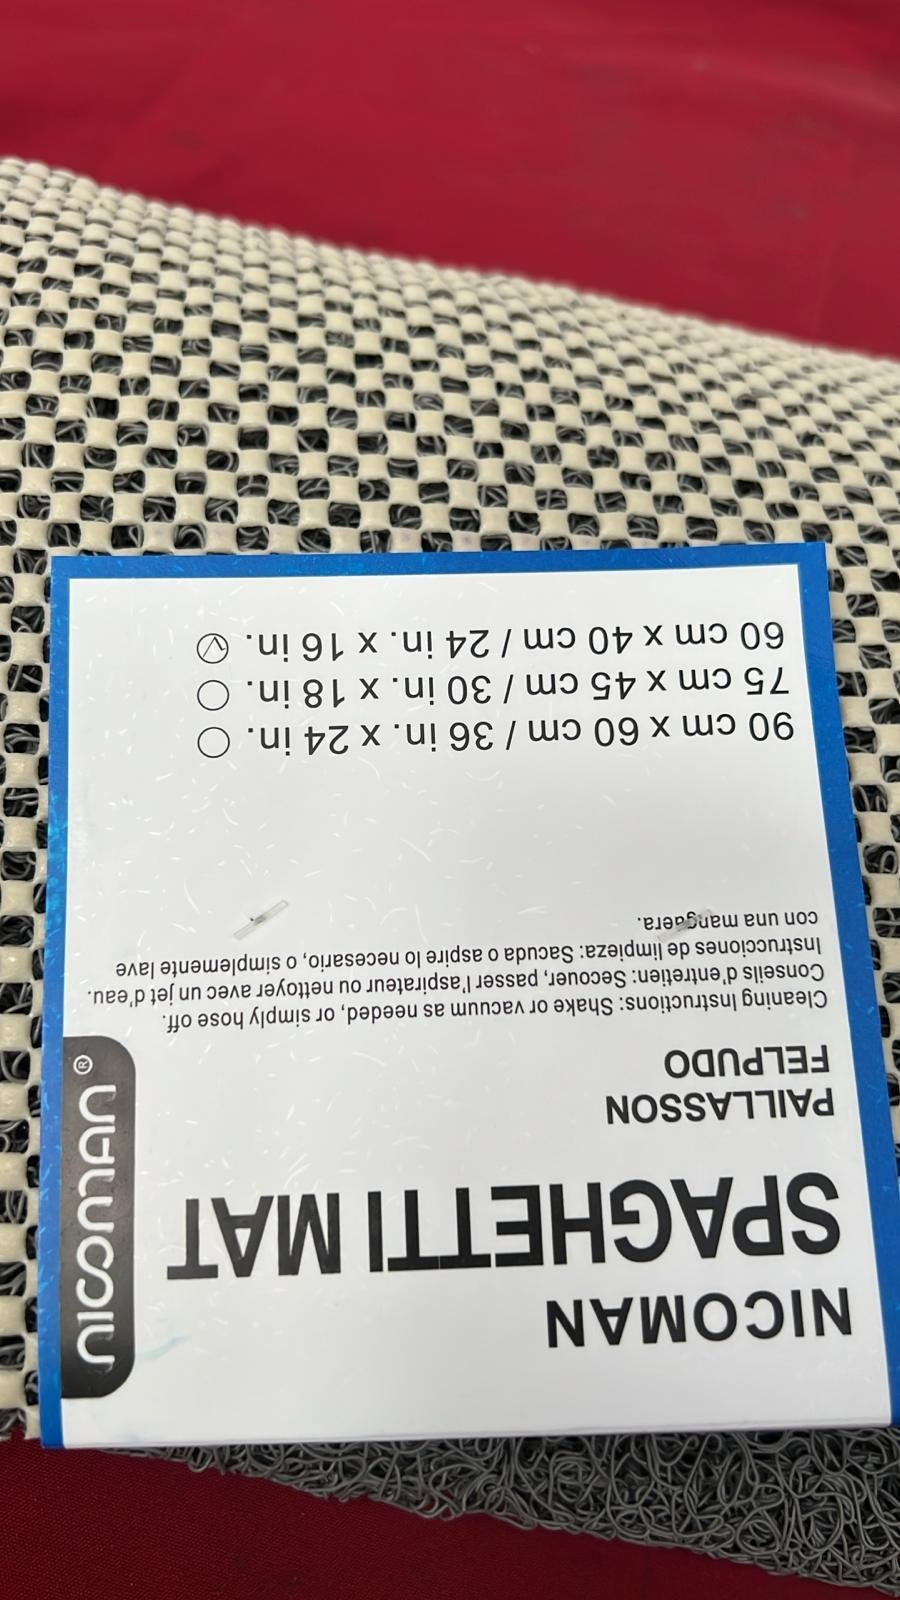 NICOMAN
SPAGHETTI MAT
PAILLASSON
FELPUDO
Cleaning Instructions: Shake or vacuum as needed, or simply hose off.
Conseils d'entretien: Secouer, passer l'aspirateur ou nettoyer avec un jet d'eau.
Instrucciones de limpieza: Sacuda o aspire lo necesario, o simplemente lave
con una manguera.
90 cm x 60 cm / 36 in. x 24 in.
75 cm x 45 cm / 30 in. x 18 in.
60 cm x 40 cm / 24 in. x 16 in.
nicoman®